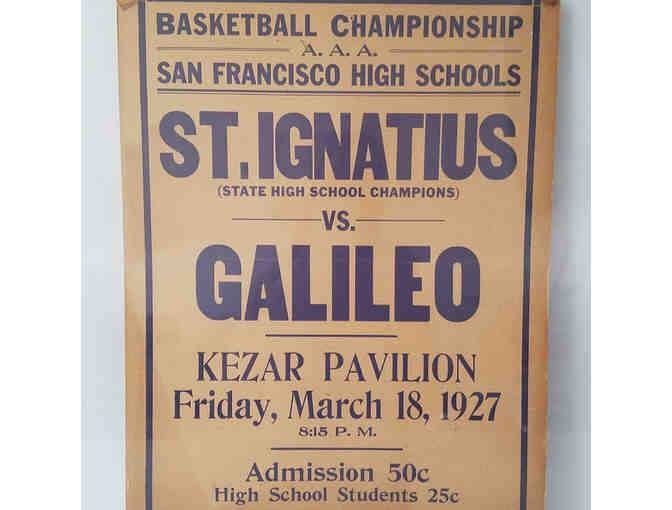 BASKETBALL CHAMPIONSHIP
A. A. A.
SAN FRANCISCO HIGH SCHOOLS
ST. IGNATIUS
(STATE HIGH SCHOOL CHAMPIONS)
VS.
GALILEO
KEZAR PAVILION
Friday, March 18, 1927
8:15 P. M.
Admission 50c
High School Students 25c